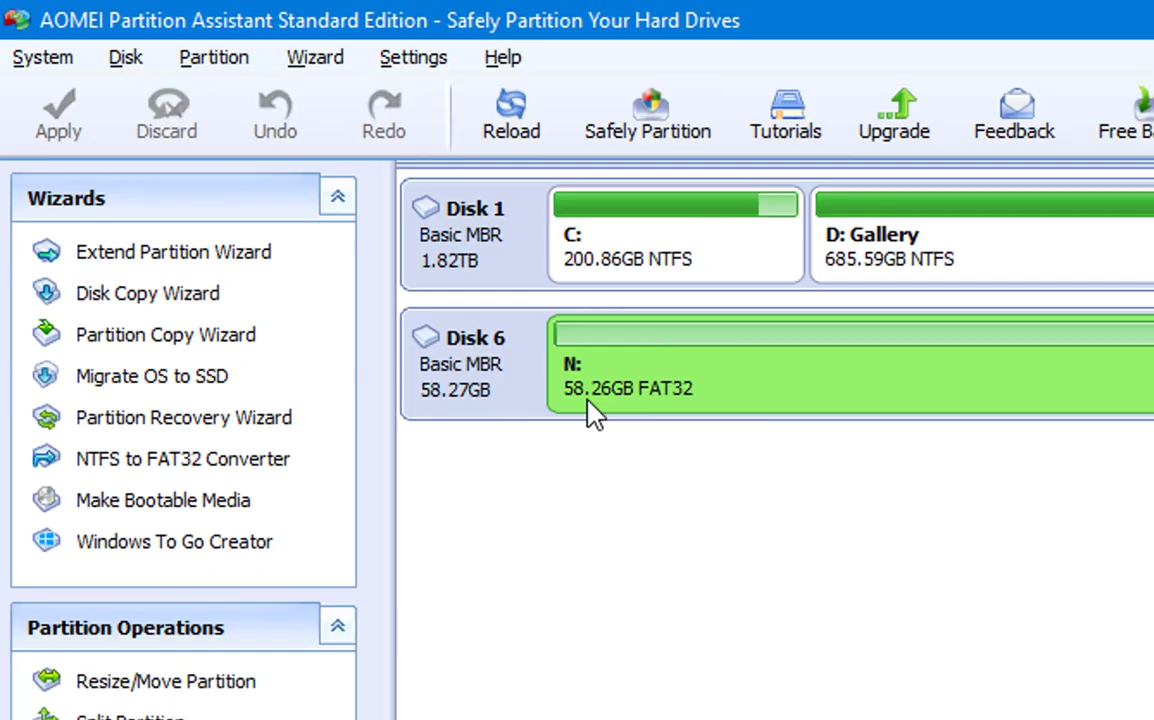 AOMEI Partition Assistant Standard Edition - Safely Partition Your Hard Drives
System Disk Partition Wizard Settings Help
Apply Discard Undo Redo Reload Safely Partition Tutorials Upgrade Feedback Free B
Wizards
Extend Partition Wizard
Disk Copy Wizard
Partition Copy Wizard
Migrate OS to SSD
Partition Recovery Wizard
NTFS to FAT32 Converter
Make Bootable Media
Windows To Go Creator
Partition Operations
Resize/Move Partition
Split Partition
Disk 1
Basic MBR
1.82TB
C:
200.86GB NTFS
D: Gallery
685.59GB NTFS
Disk 6
Basic MBR
58.27GB
N:
58.26GB FAT32